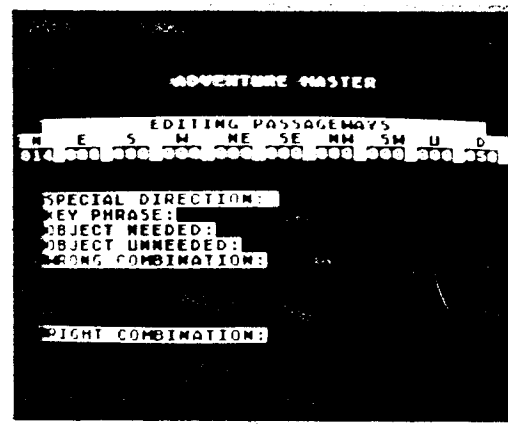 ADVENTURE MASTER
EDITING PASSAGEWAYS
N E S W NE SE NW SW U D
014 000 000 000 000 000 000 000 000 050
SPECIAL DIRECTION:
KEY PHRASE:
OBJECT NEEDED:
OBJECT UNNEEDED:
WRONG COMBINATION:
RIGHT COMBINATION: